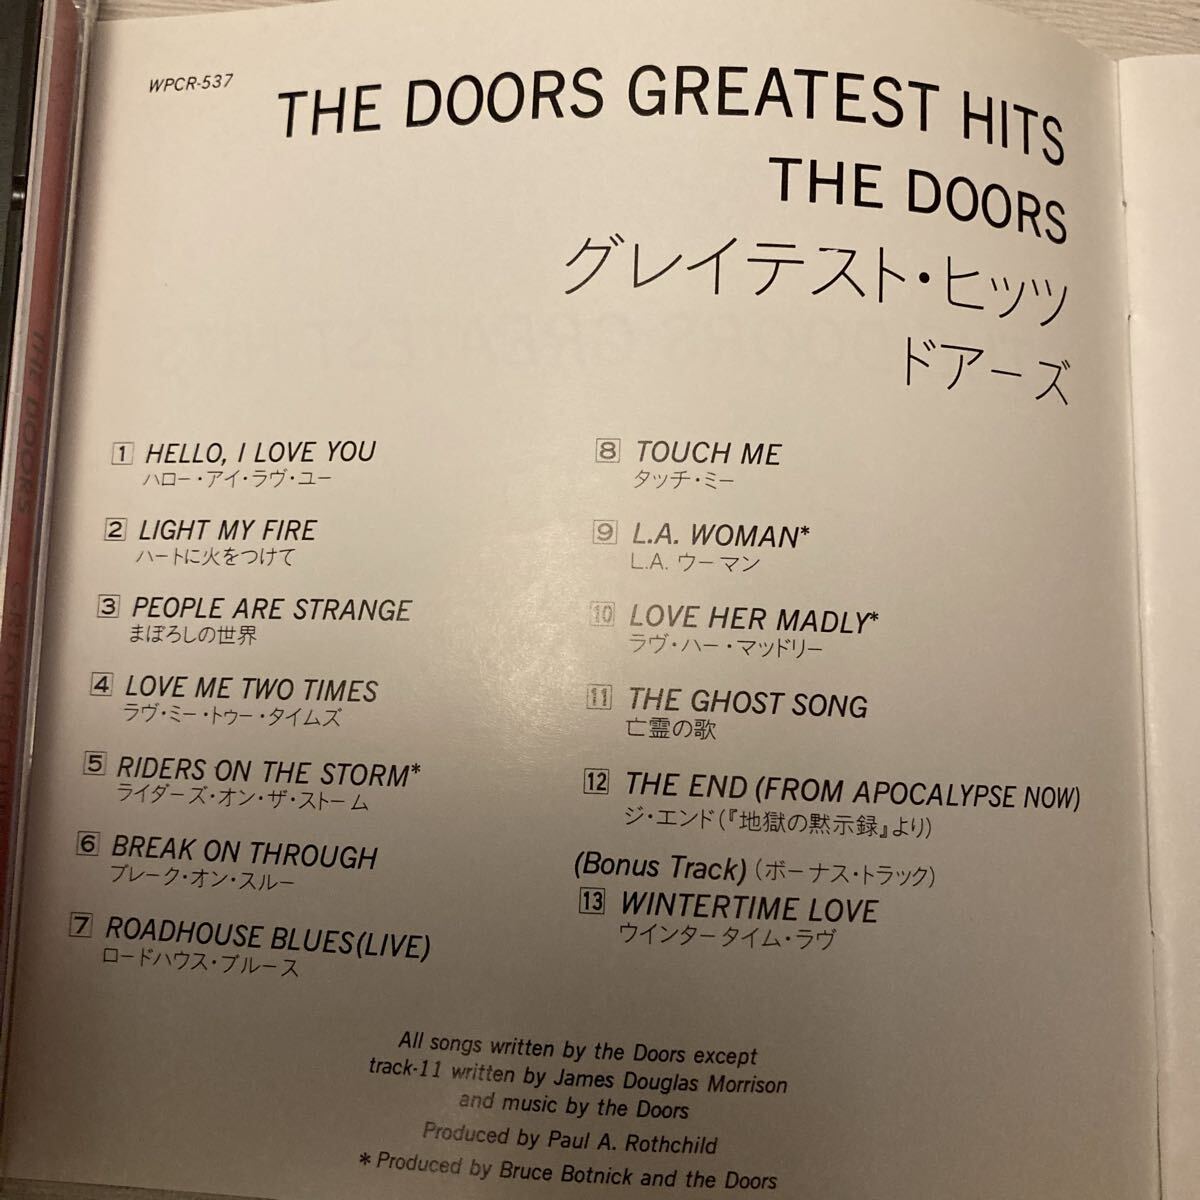 WPCR-537
THE DOORS GREATEST HITS
THE DOORS
グレイテスト・ヒッツ
ドアーズ
1 HELLO, I LOVE YOU
ハロー・アイ・ラヴ・ユー
2 LIGHT MY FIRE
ハートに火をつけて
3 PEOPLE ARE STRANGE
まぼろしの世界
4 LOVE ME TWO TIMES
ラヴ・ミー・トゥー・タイムズ
5 RIDERS ON THE STORM*
ライダーズ・オン・ザ・ストーム
6 BREAK ON THROUGH
ブレーク・オン・スルー
7 ROADHOUSE BLUES(LIVE)
ロードハウス・ブルース
8 TOUCH ME
タッチ・ミー
9 L.A. WOMAN*
L.A. ウーマン
10 LOVE HER MADLY*
ラヴ・ハー・マッドリー
11 THE GHOST SONG
亡霊の歌
12 THE END (FROM APOCALYPSE NOW)
ジ・エンド(『地獄の黙示録』より)
(Bonus Track) (ボーナス・トラック)
13 WINTERTIME LOVE
ウインタータイム・ラヴ
All songs written by the Doors except
track-11 written by James Douglas Morrison
and music by the Doors
Produced by Paul A. Rothchild
* Produced by Bruce Botnick and the Doors
THE DOORS